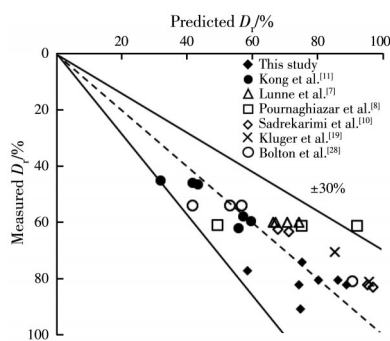 Predicted Dr/%
0 20 40 60 80 100
This study
Kong et al.[11]
Lunne et al.[7]
Pournaghiazar et al.[8]
Sadrekarimi et al.[10]
Kluger et al.[19]
Bolton et al.[28]
±30%
Measured Dr/%
0
20
40
60
80
100